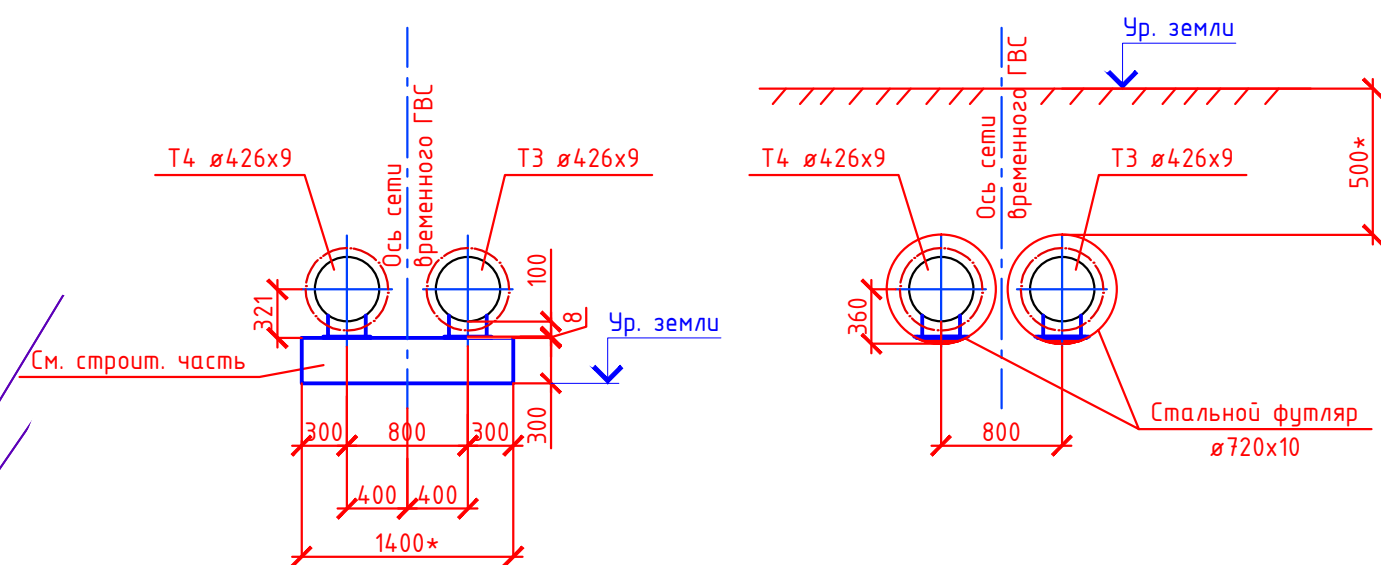 Ур. земли
Ось сети
временного ГВС
Т4 ø426х9
Т3 ø426х9
321
100
8
Ур. земли
См. строит. часть
300
800
300
300
400
400
1400*
Ось сети
временного ГВС
500*
Т4 ø426х9
Т3 ø426х9
360
800
Стальной футляр
ø720х10